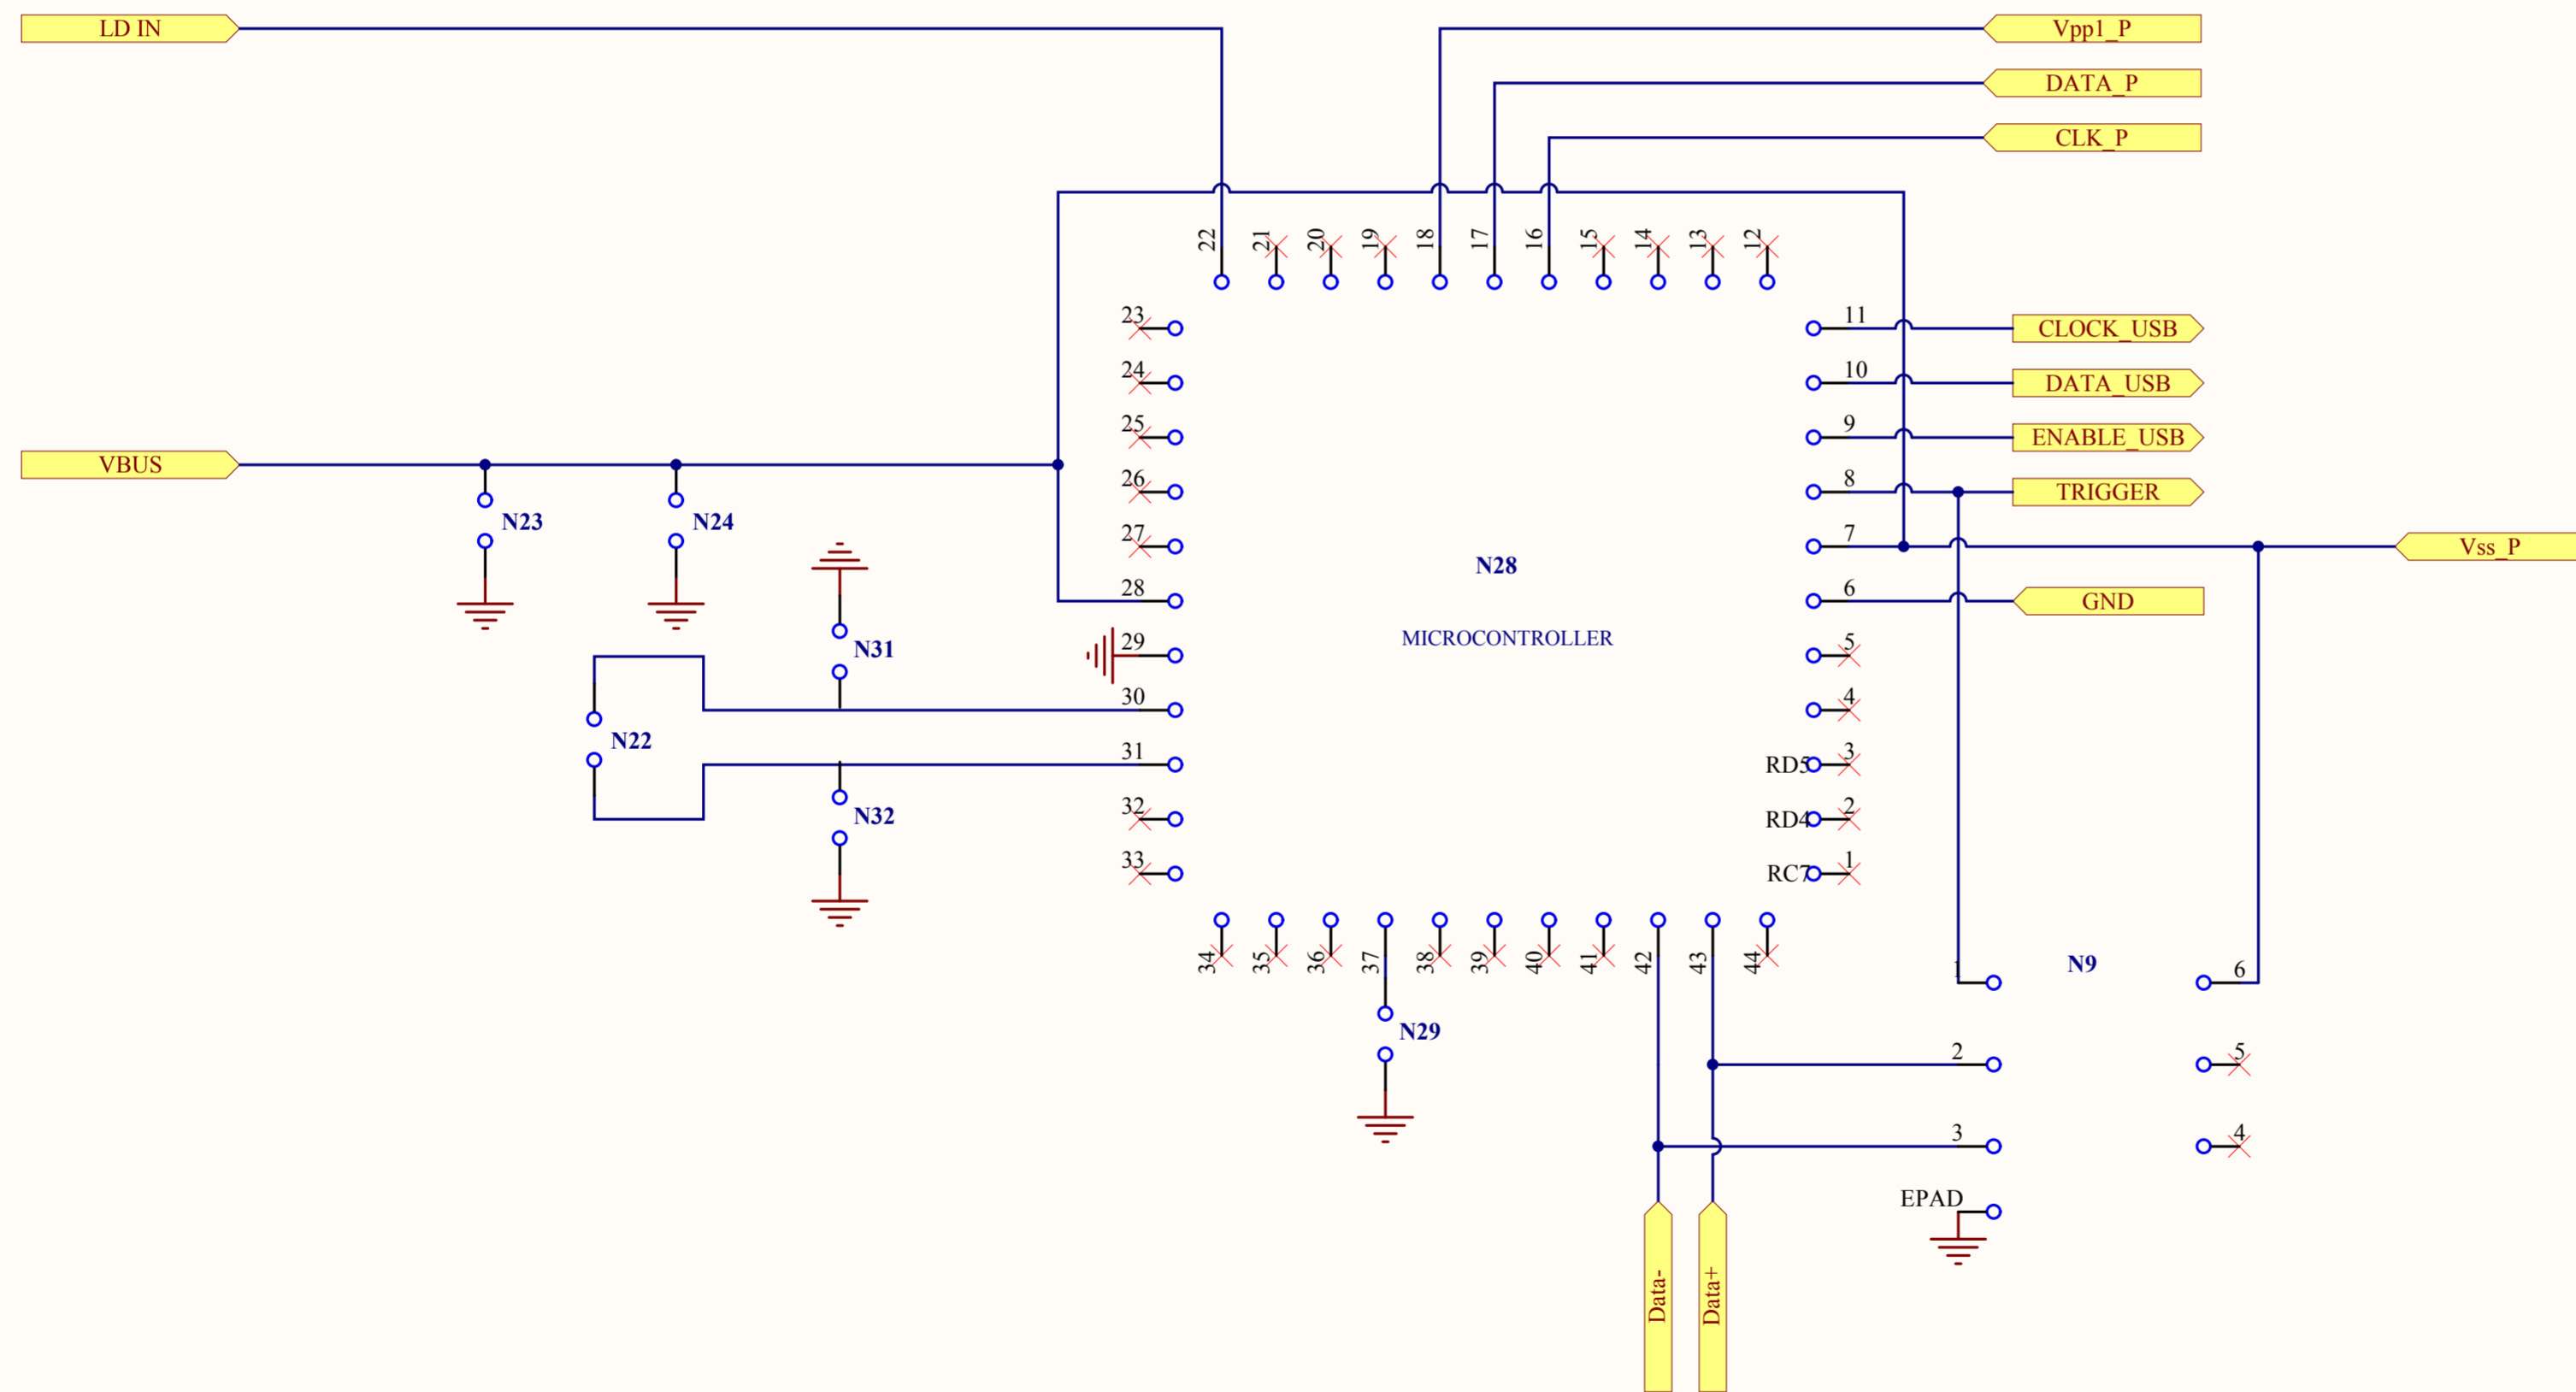 LD IN
Vpp1_P
DATA_P
CLK_P
22
21
20
19
18
17
16
15
14
13
12
23
11
CLOCK_USB
24
10
DATA_USB
25
9
ENABLE_USB
VBUS
26
8
TRIGGER
N23
N24
27
7
Vss_P
N28
28
6
GND
MICROCONTROLLER
N31
29
5
30
4
N22
31
RD5
3
32
RD4
2
N32
33
RC7
1
34
35
36
37
38
39
40
41
42
43
44
N9
1
6
N29
2
5
3
4
EPAD
Data-
Data+